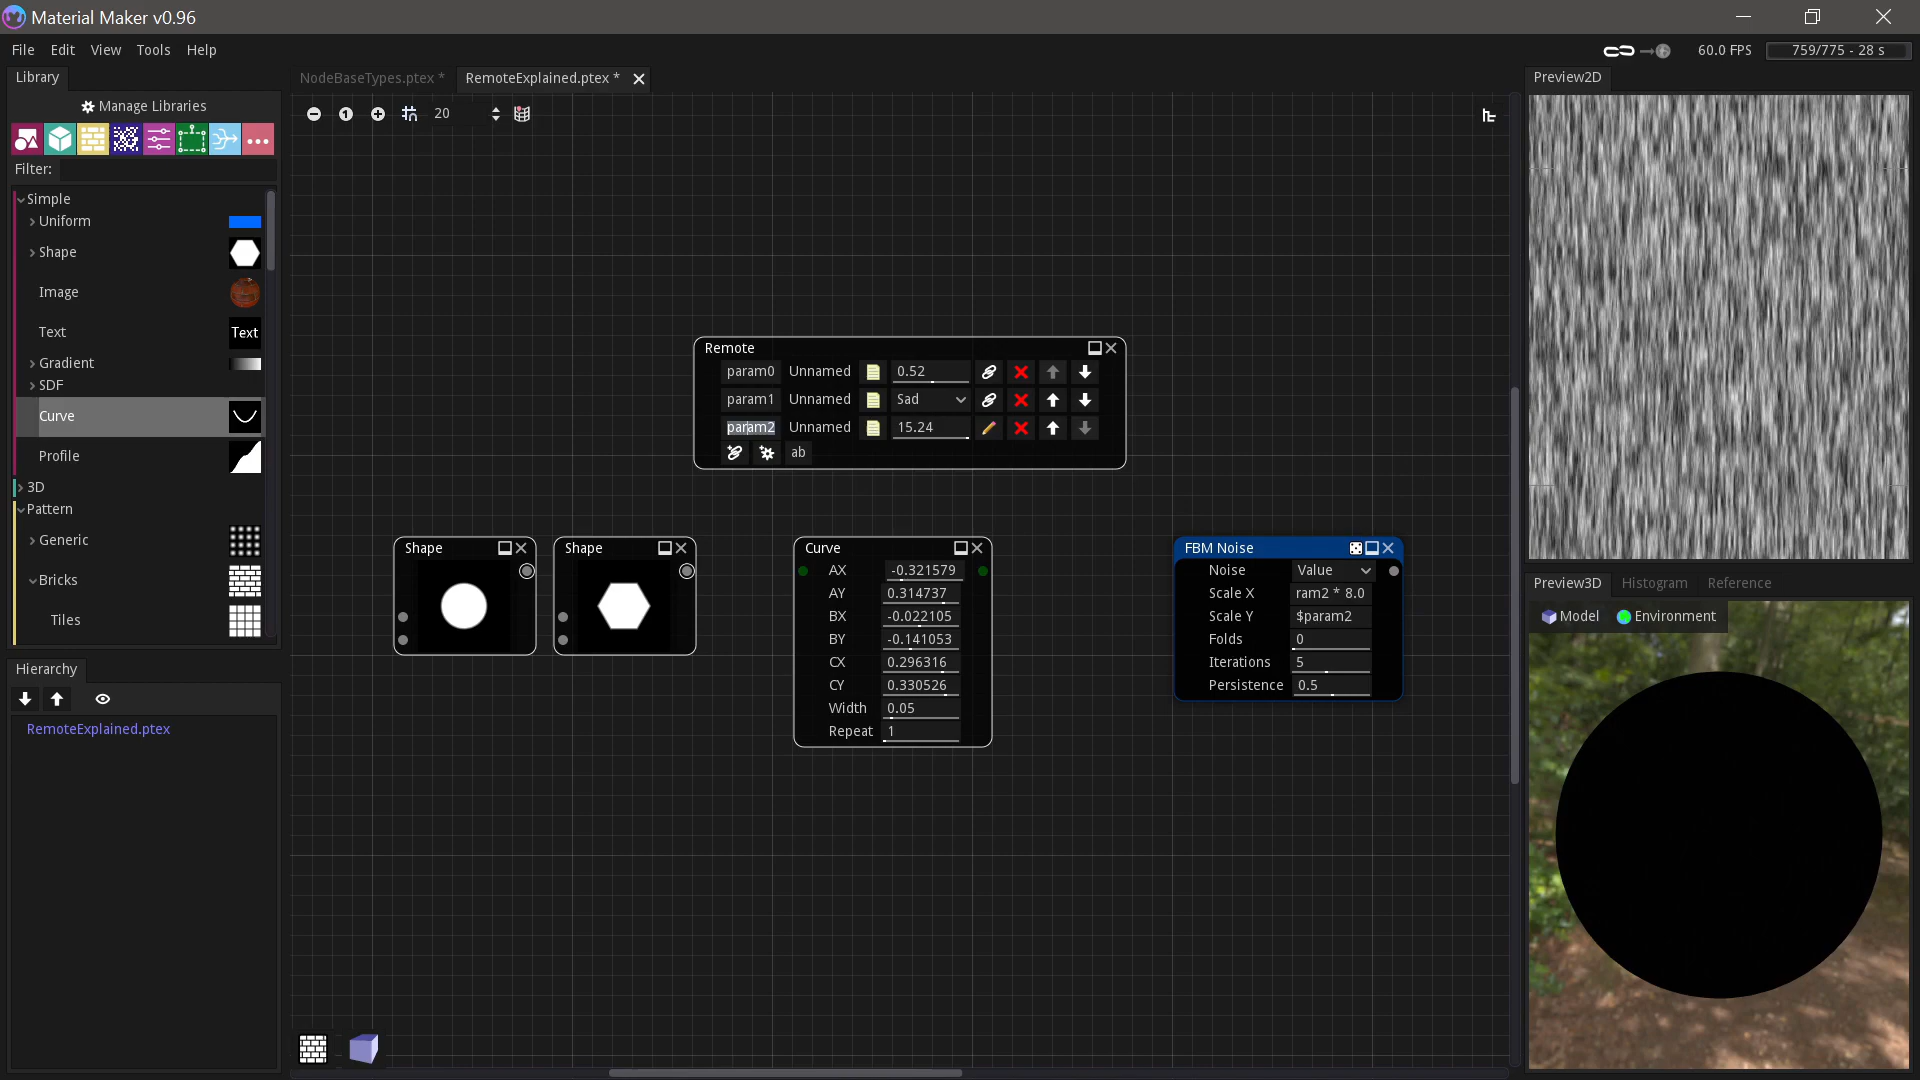 Material Maker v0.96
File Edit View Tools Help
60.0 FPS
759/775 - 28 s
Library
Manage Libraries
Filter:
Simple
Uniform
Shape
Image
Text
Text
Gradient
SDF
Curve
Profile
3D
Pattern
Generic
Bricks
Tiles
Hierarchy
RemoteExplained.ptex
NodeBaseTypes.ptex *
RemoteExplained.ptex *
1
20
Remote
param0 Unnamed 0.52
param1 Unnamed Sad
param2 Unnamed 15.24
ab
Shape
Shape
Curve
AX -0.321579
AY 0.314737
BX -0.022105
BY -0.141053
CX 0.296316
CY 0.330526
Width 0.05
Repeat 1
FBM Noise
Noise Value
Scale X ram2 * 8.0
Scale Y $param2
Folds 0
Iterations 5
Persistence 0.5
Preview2D
Preview3D Histogram Reference
Model Environment